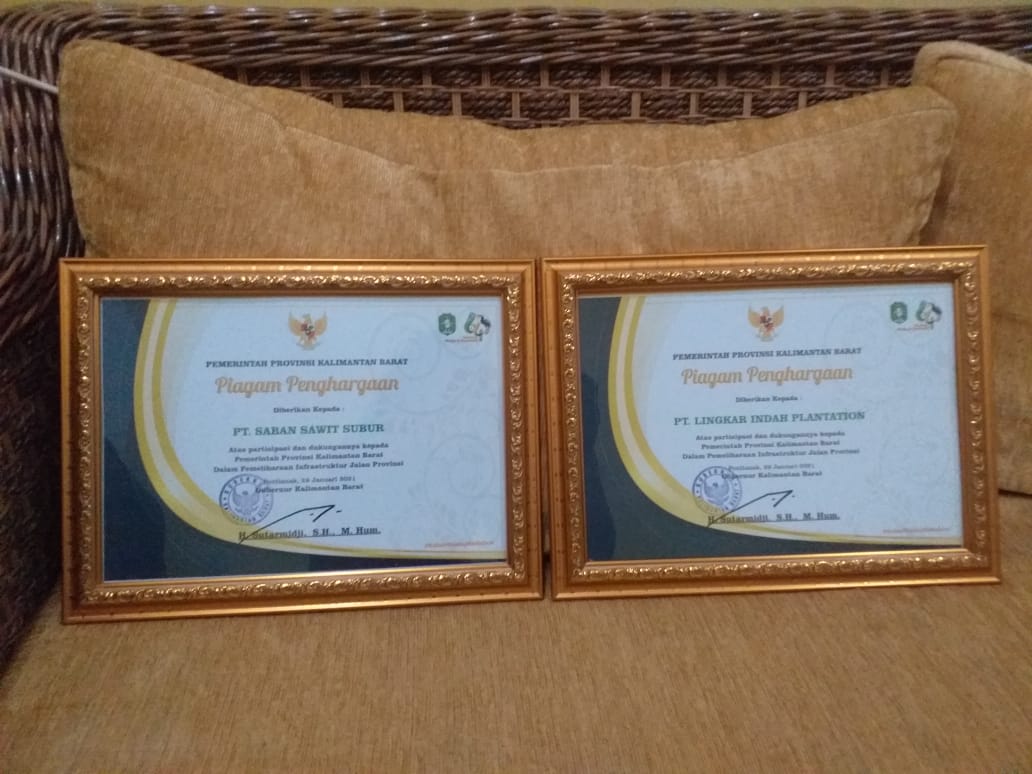 PEMERINTAH PROVINSI KALIMANTAN BARAT
Piagam Penghargaan
Diberikan Kepada :
PT. SABAN SAWIT SUBUR
Atas partisipasi dan dukungannya kepada
Pemerintah Provinsi Kalimantan Barat
Dalam Pemeliharaan Infrastruktur Jalan Provinsi
Pontianak, 26 Januari 2021
Gubernur Kalimantan Barat
H. Sutarmidji, S.H., M. Hum.
PEMERINTAH PROVINSI KALIMANTAN BARAT
Piagam Penghargaan
Diberikan Kepada :
PT. LINGKAR INDAH PLANTATION
Atas partisipasi dan dukungannya kepada
Pemerintah Provinsi Kalimantan Barat
Dalam Pemeliharaan Infrastruktur Jalan Provinsi
Pontianak, 26 Januari 2021
Gubernur Kalimantan Barat
H. Sutarmidji, S.H., M. Hum.